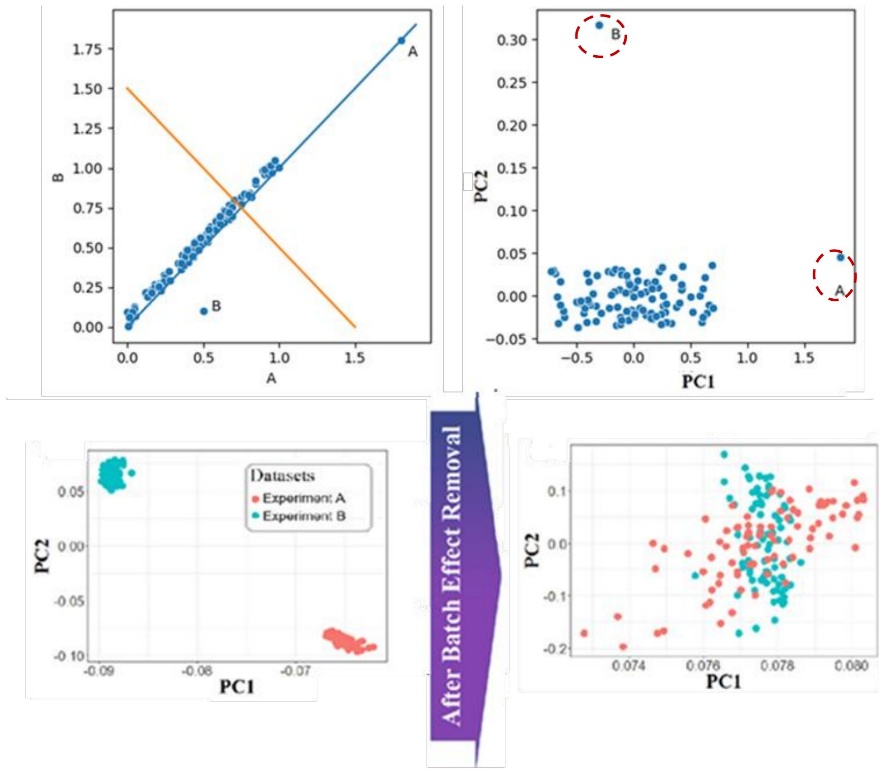 1.75
1.50
1.25
1.00
0.75
0.50
0.25
0.00
B
A
B
0.0
0.5
1.0
1.5
A
0.30
0.25
0.20
0.15
0.10
0.05
0.00
−0.05
PC2
B
A
−0.5
0.0
0.5
1.0
1.5
PC1
0.05
0.00
-0.05
-0.10
PC2
Datasets
Experiment A
Experiment B
-0.09
-0.08
-0.07
PC1
After Batch Effect Removal
0.1
0.0
-0.1
-0.2
PC2
0.074
0.076
0.078
0.080
PC1